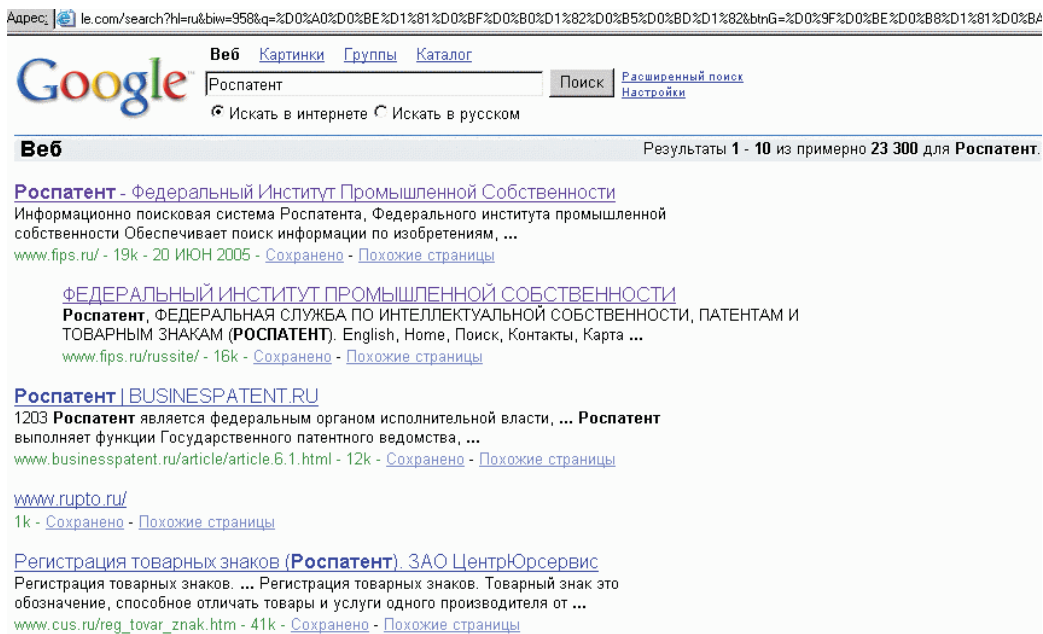 Адрес: le.com/search?hl=ru&biw=958&q=%D0%A0%D0%BE%D1%81%D0%BF%D0%B0%D1%82%D0%B5%D0%BD%D1%82&btnG=%D0%9F%D0%BE%D0%B8%D1%81%D0%BA
Веб Картинки Группы Каталог
Google™ Роспатент Поиск Расширенный поиск
Настройки
Искать в интернете Искать в русском
Веб Результаты 1 - 10 из примерно 23 300 для Роспатент.
Роспатент - Федеральный Институт Промышленной Собственности
Информационно поисковая система Роспатента, Федерального института промышленной
собственности Обеспечивает поиск информации по изобретениям, ...
www.fips.ru/ - 19k - 20 ИЮН 2005 - Сохранено - Похожие страницы
ФЕДЕРАЛЬНЫЙ ИНСТИТУТ ПРОМЫШЛЕННОЙ СОБСТВЕННОСТИ
Роспатент, ФЕДЕРАЛЬНАЯ СЛУЖБА ПО ИНТЕЛЛЕКТУАЛЬНОЙ СОБСТВЕННОСТИ, ПАТЕНТАМ И
ТОВАРНЫМ ЗНАКАМ (РОСПАТЕНТ). English, Home, Поиск, Контакты, Карта ...
www.fips.ru/russite/ - 16k - Сохранено - Похожие страницы
Роспатент | BUSINESPATENT.RU
1203 Роспатент является федеральным органом исполнительной власти, ... Роспатент
выполняет функции Государственного патентного ведомства, ...
www.businesspatent.ru/article/article.6.1.html - 12k - Сохранено - Похожие страницы
www.rupto.ru/
1k - Сохранено - Похожие страницы
Регистрация товарных знаков (Роспатент). ЗАО ЦентрЮрсервис
Регистрация товарных знаков. ... Регистрация товарных знаков. Товарный знак это
обозначение, способное отличать товары и услуги одного производителя от ...
www.cus.ru/reg_tovar_znak.htm - 41k - Сохранено - Похожие страницы